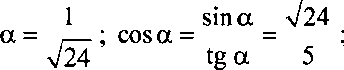 α = 1/√24 ; cos α = sin α/tg α = √24/5 ;